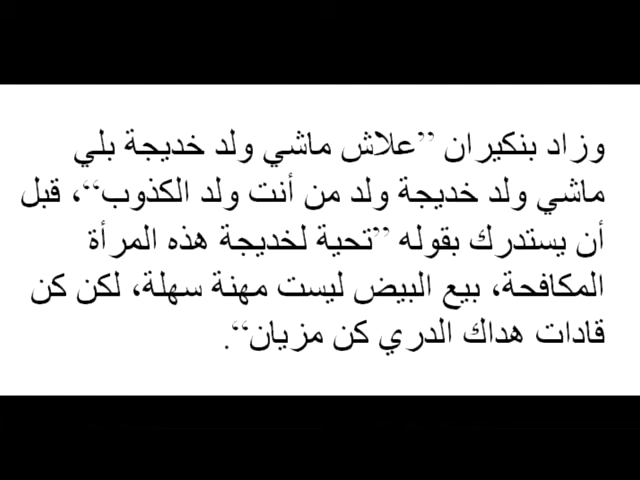 وزاد بنكيران ”علاش ماشي ولد خديجة بلي
ماشي ولد خديجة ولد من أنت ولد الكذوب“، قبل
أن يستدرك بقوله ”تحية لخديجة هذه المرأة
المكافحة، بيع البيض ليست مهنة سهلة، لكن كن
قادات هداك الدري كن مزيان“.